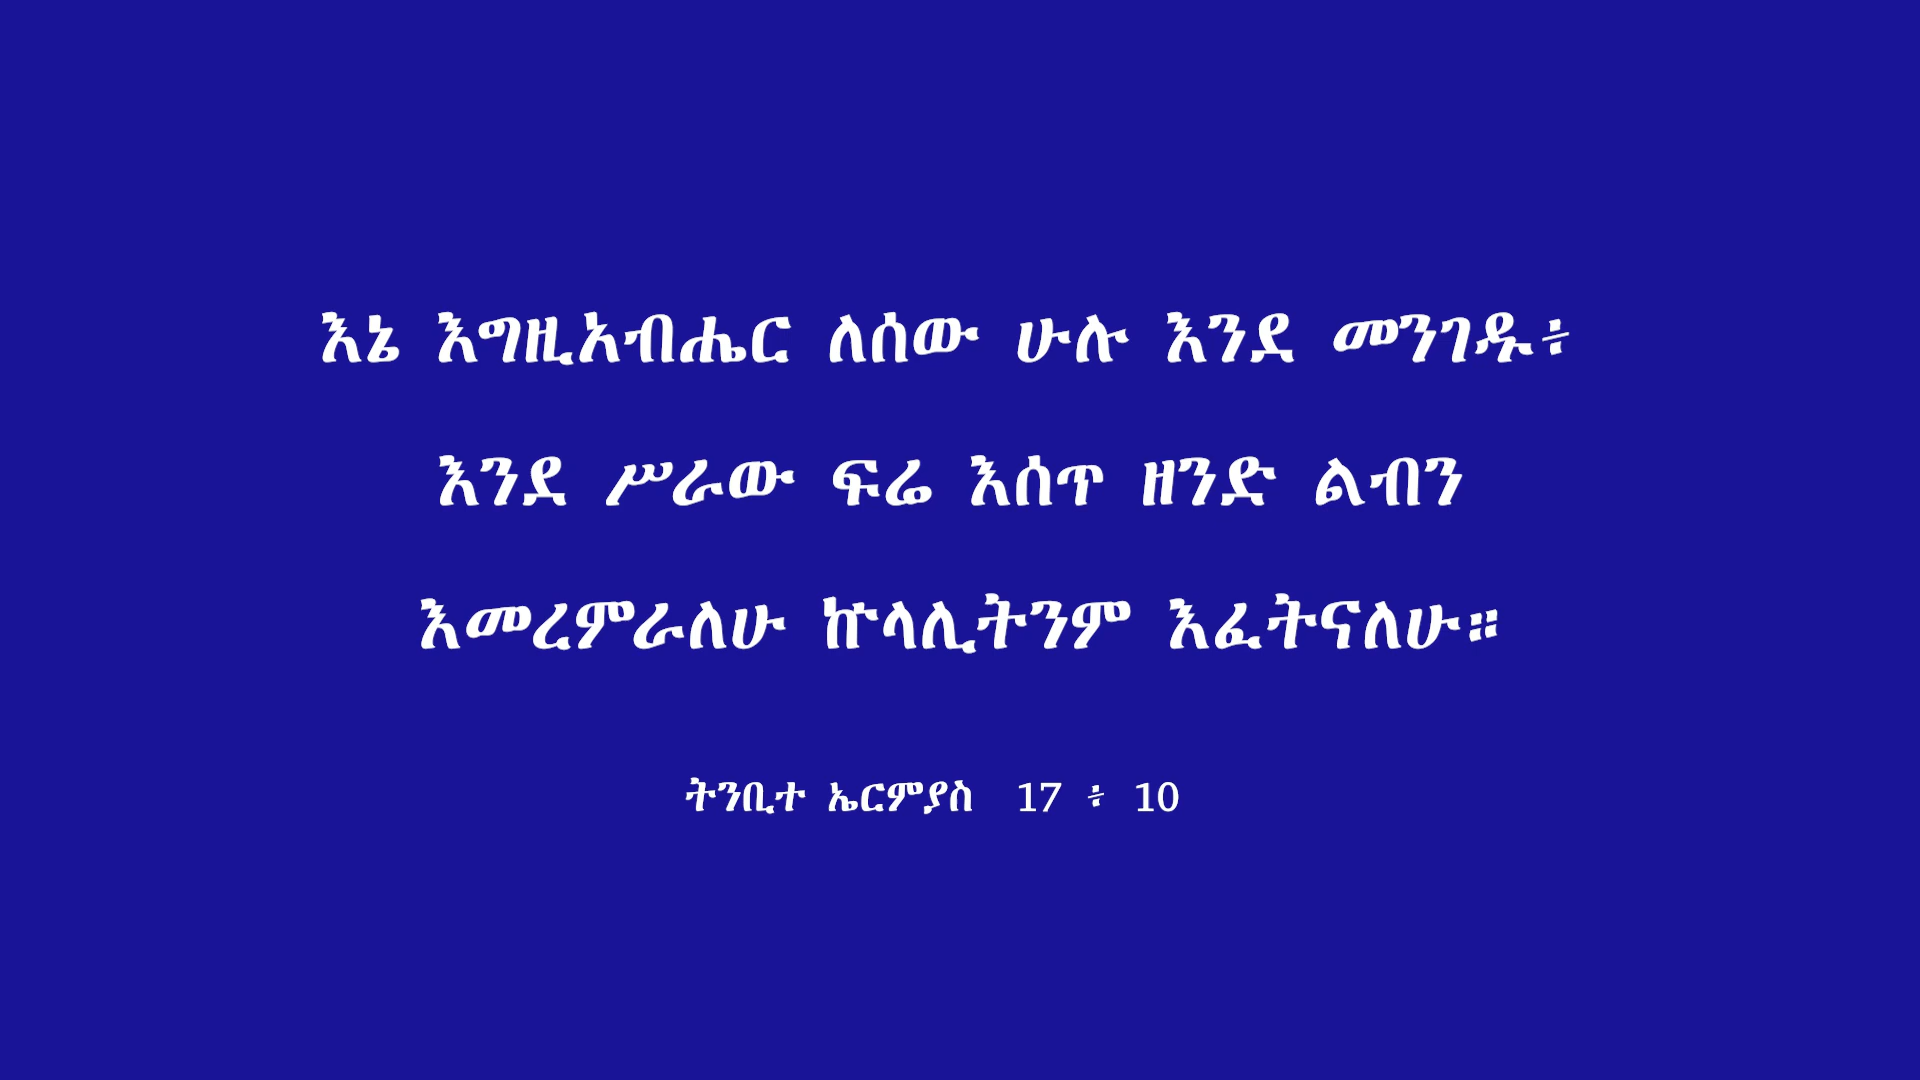 እኔ እግዚአብሔር ለሰው ሁሉ እንደ መንገዱ፥
እንደ ሥራው ፍሬ እሰጥ ዘንድ ልብን
እመረምራለሁ ኵላሊትንም እፈትናለሁ።
ትንቢተ ኤርምያስ 17 ፥ 10